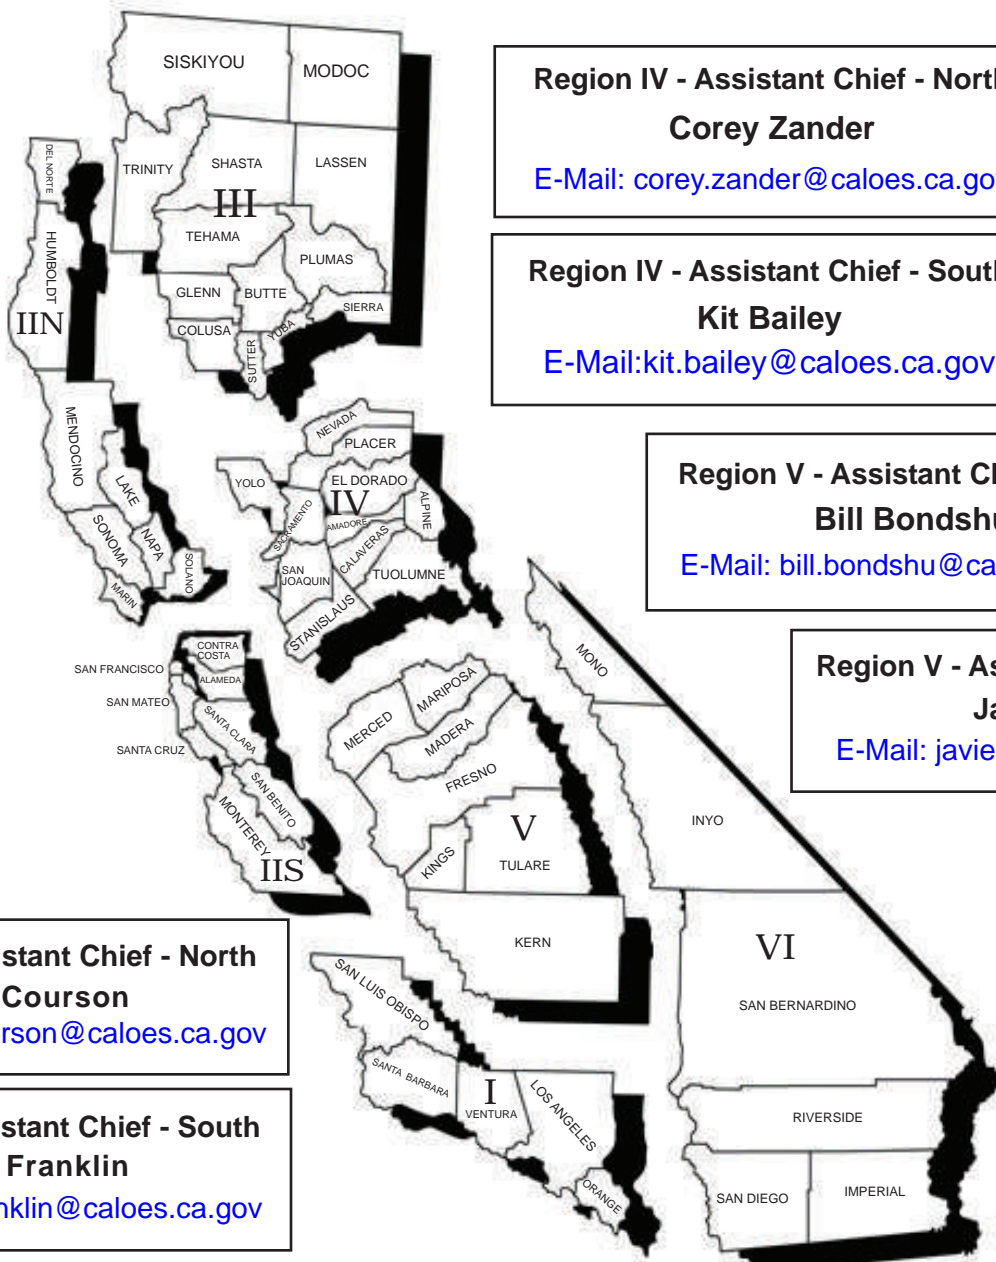 SISKIYOU
MODOC
DEL NORTE
TRINITY
SHASTA
LASSEN
III
HUMBOLDT
TEHAMA
PLUMAS
GLENN
BUTTE
SIERRA
IIN
COLUSA
YUBA
SUTTER
MENDOCINO
LAKE
SONOMA
NAPA
SOLANO
MARIN
NEVADA
PLACER
YOLO
EL DORADO
IV
SACRAMENTO
AMADORE
ALPINE
CALAVERAS
SAN
JOAQUIN
TUOLUMNE
STANISLAUS
CONTRA
COSTA
SAN FRANCISCO
ALAMEDA
SAN MATEO
SANTA CLARA
SANTA CRUZ
SAN BENITO
MONTEREY
IIS
MERCED
MARIPOSA
MADERA
FRESNO
V
KINGS
TULARE
KERN
MONO
INYO
VI
SAN BERNARDINO
RIVERSIDE
SAN DIEGO
IMPERIAL
SAN LUIS OBISPO
SANTA BARBARA
I
VENTURA
LOS ANGELES
ORANGE
Region IV - Assistant Chief - North
Corey Zander
E-Mail: corey.zander@caloes.ca.gov
Region IV - Assistant Chief - South
Kit Bailey
E-Mail:kit.bailey@caloes.ca.gov
Region V - Assistant Ch
Bill Bondshu
E-Mail: bill.bondshu@ca
Region V - Ass
Ja
E-Mail: javie
stant Chief - North
Courson
rson@caloes.ca.gov
stant Chief - South
Franklin
nklin@caloes.ca.gov